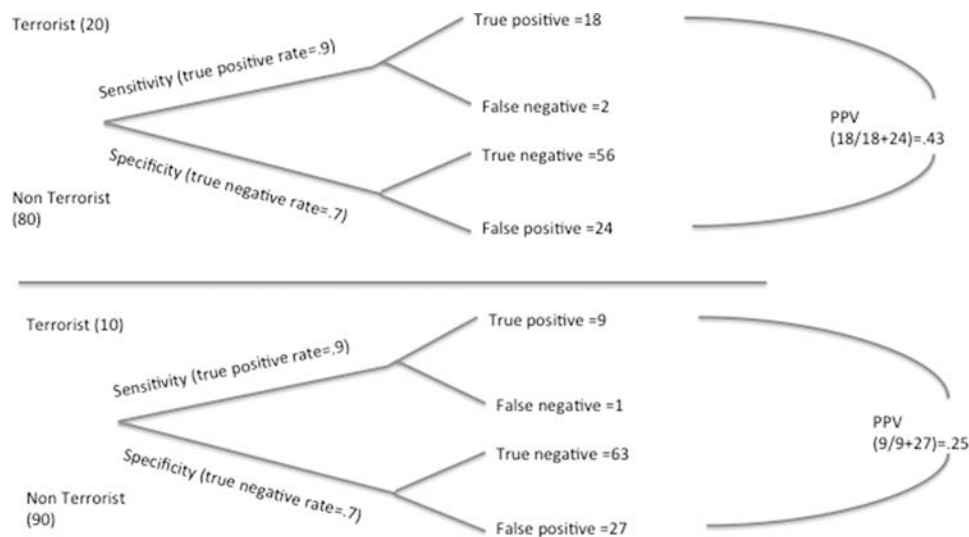 Terrorist (20)
Sensitivity (true positive rate=.9)
True positive =18
False negative =2
Specificity (true negative rate=.7)
True negative =56
False positive =24
Non Terrorist
(80)
PPV
(18/18+24)=.43
Terrorist (10)
Sensitivity (true positive rate=.9)
True positive =9
False negative =1
Specificity (true negative rate=.7)
True negative =63
False positive =27
Non Terrorist
(90)
PPV
(9/9+27)=.25